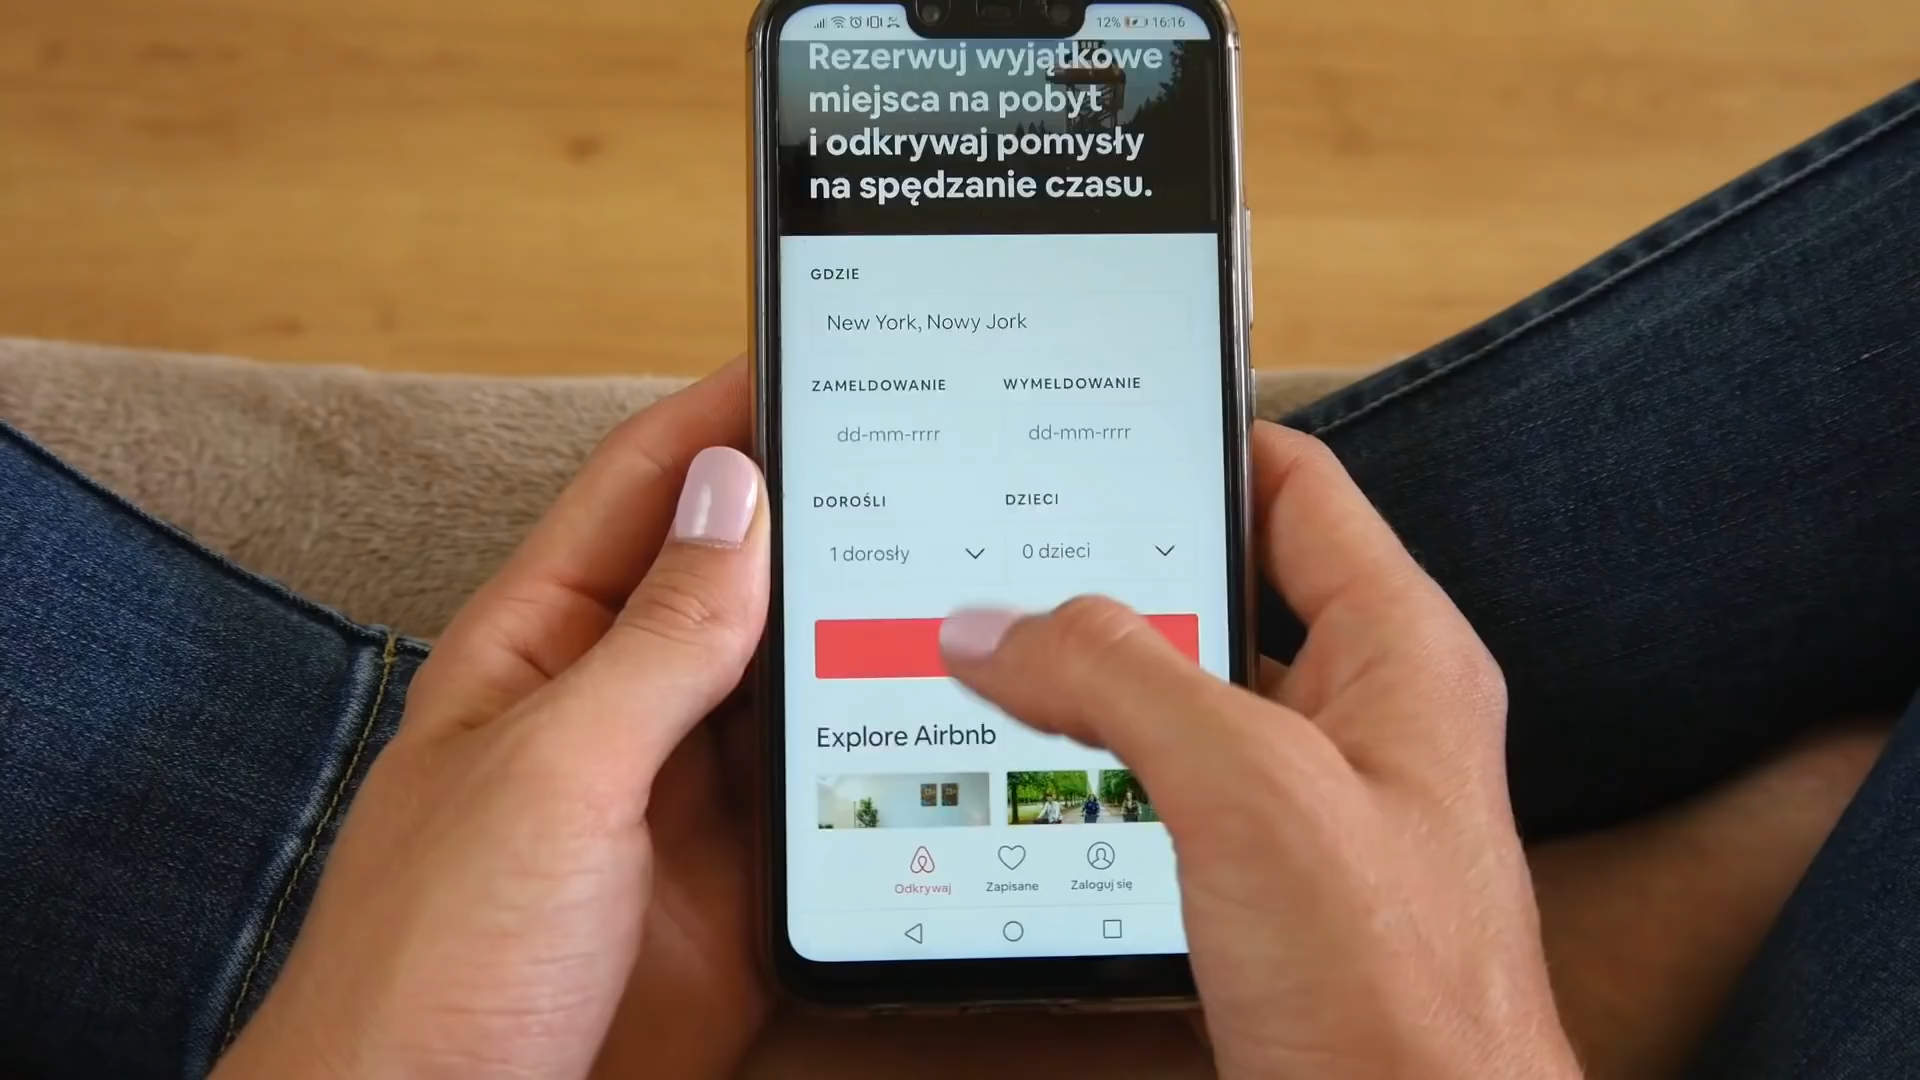 12% 16:16
Rezerwuj wyjątkowe
miejsca na pobyt
i odkrywaj pomysły
na spędzanie czasu.
GDZIE
New York, Nowy Jork
ZAMELDOWANIE WYMELDOWANIE
dd-mm-rrrr dd-mm-rrrr
DOROŚLI DZIECI
1 dorosły 0 dzieci
Explore Airbnb
Odkrywaj Zapisane Zaloguj się